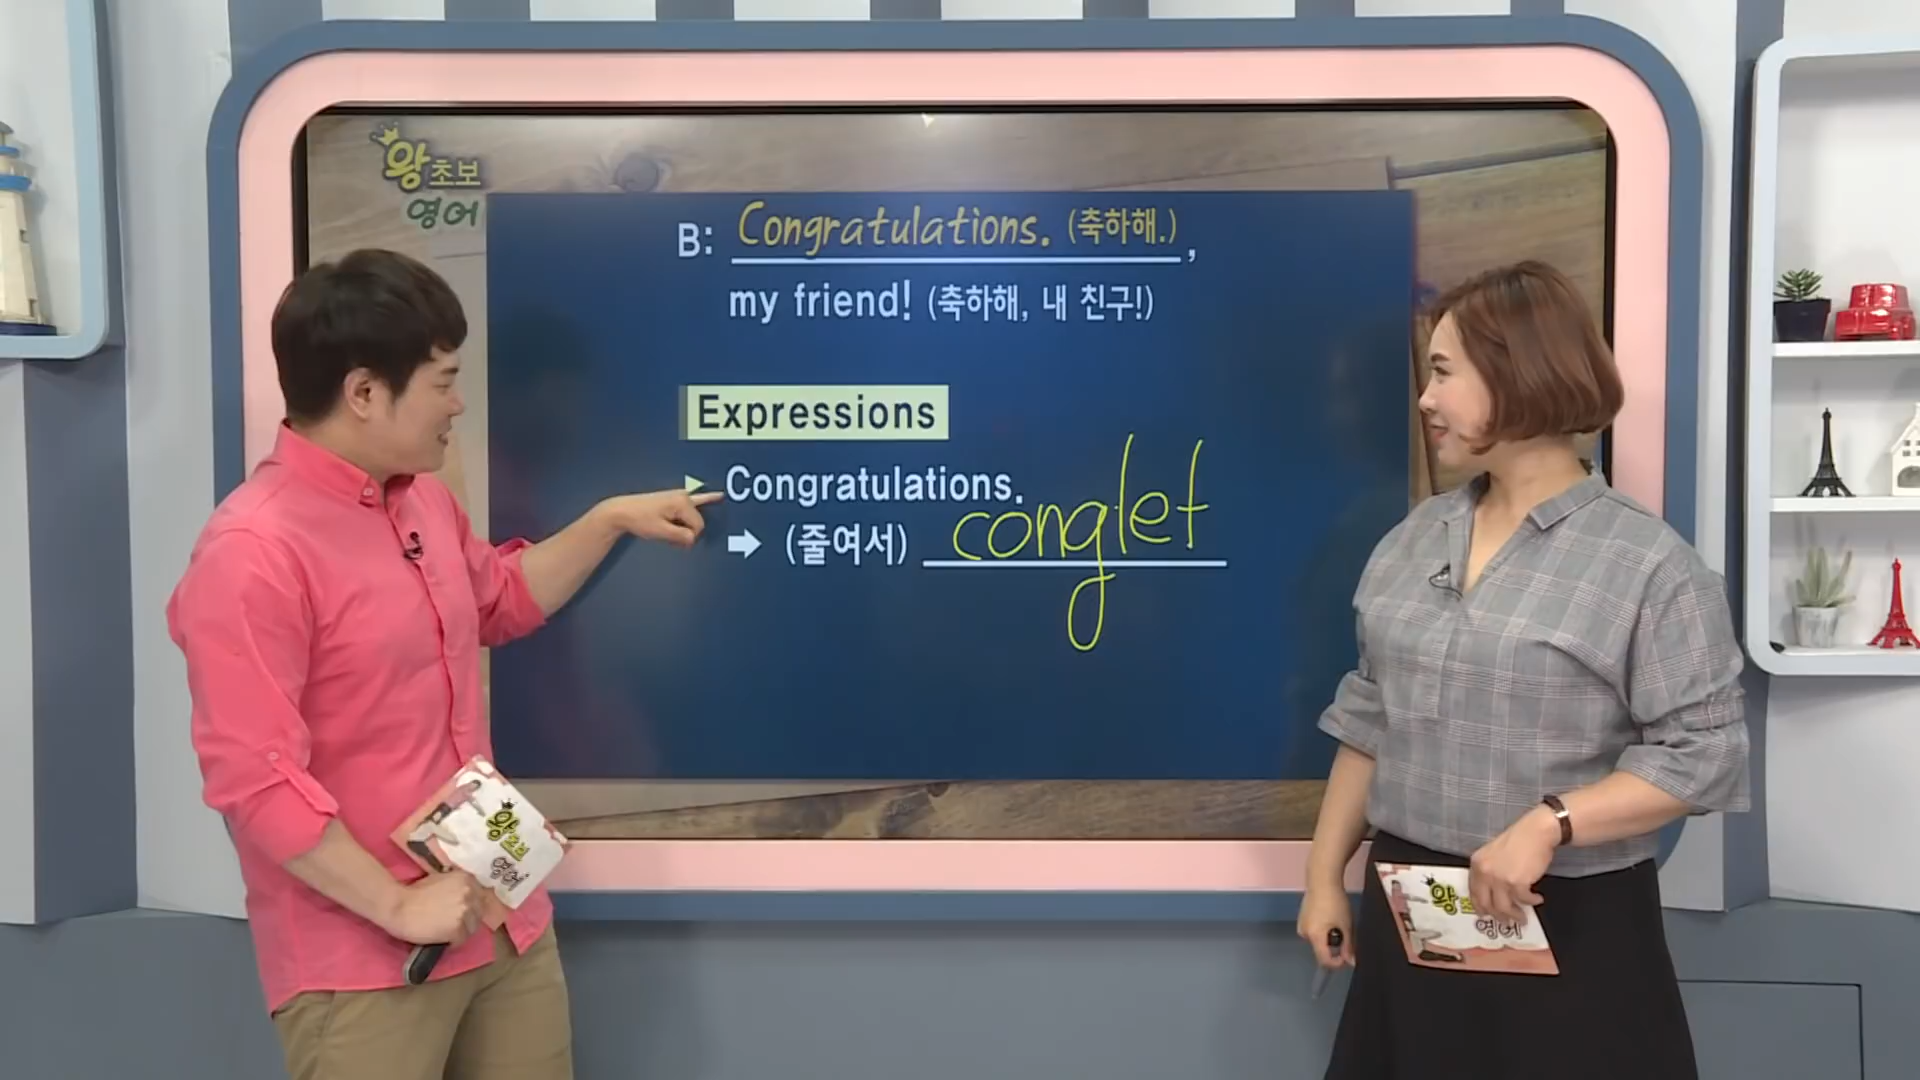 왕초보
영어
B: Congratulations. (축하해.),
my friend! (축하해, 내 친구!)
Expressions
Congratulations.
➡ (줄여서) conglet
왕초보
영어
왕초
영어